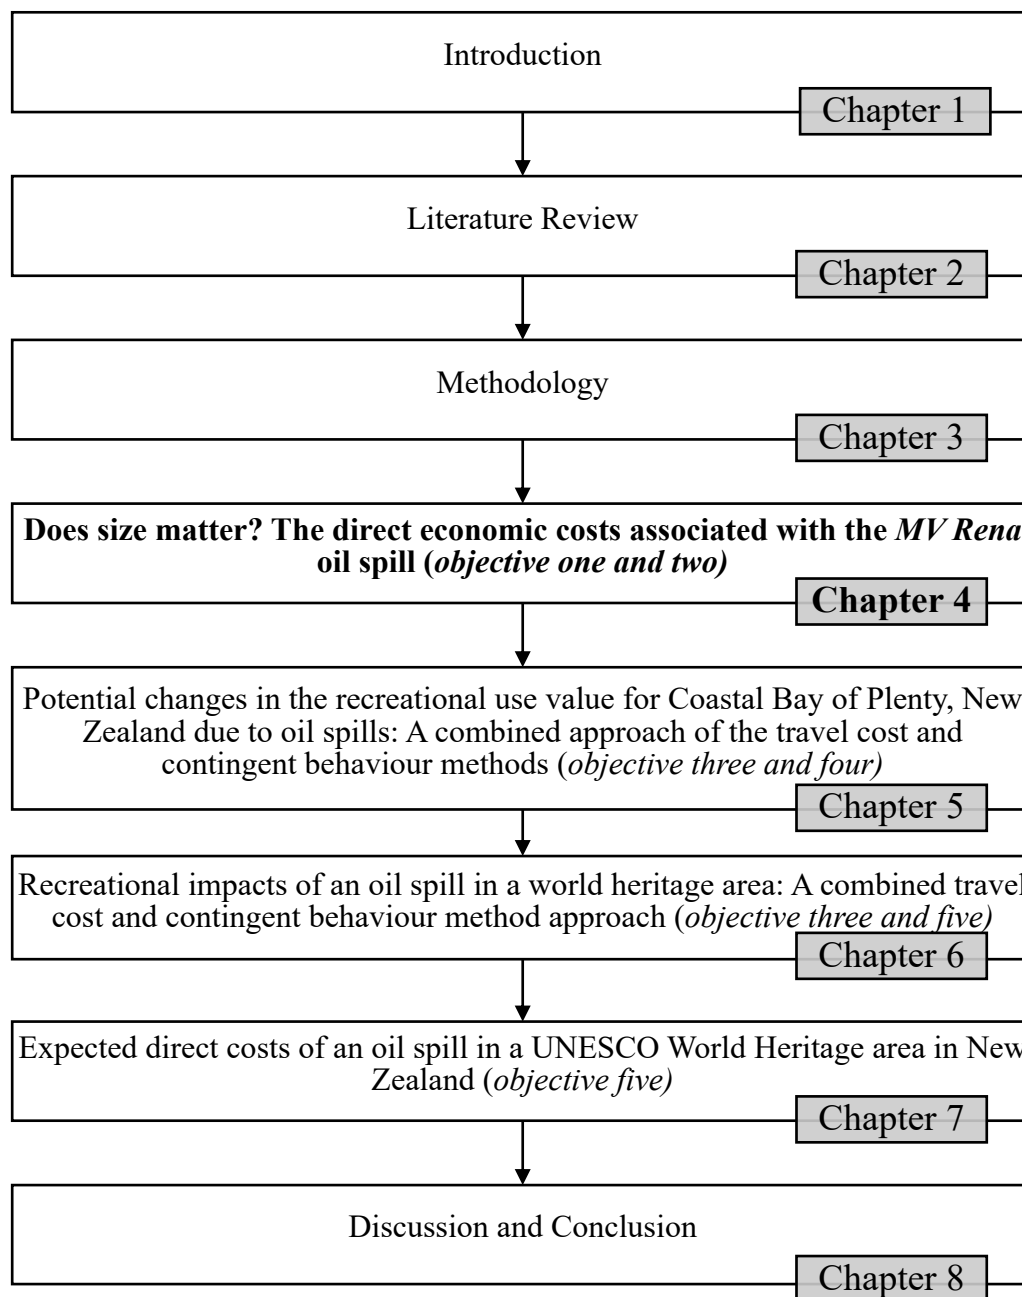 Introduction
Chapter 1
Literature Review
Chapter 2
Methodology
Chapter 3
Does size matter? The direct economic costs associated with the MV Rena
oil spill (objective one and two)
Chapter 4
Potential changes in the recreational use value for Coastal Bay of Plenty, New
Zealand due to oil spills: A combined approach of the travel cost and
contingent behaviour methods (objective three and four)
Chapter 5
Recreational impacts of an oil spill in a world heritage area: A combined travel
cost and contingent behaviour method approach (objective three and five)
Chapter 6
Expected direct costs of an oil spill in a UNESCO World Heritage area in New
Zealand (objective five)
Chapter 7
Discussion and Conclusion
Chapter 8